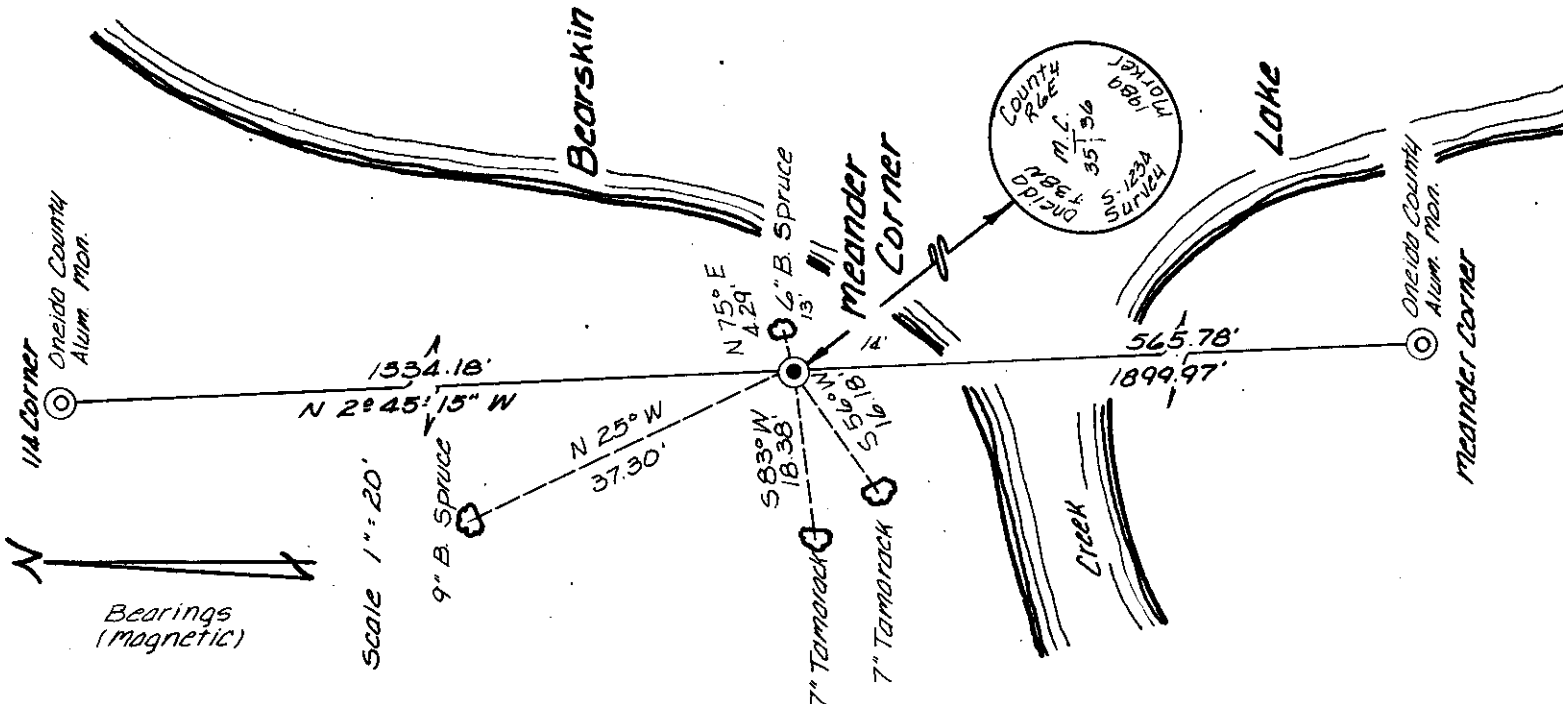 1/4 Corner
Oneida County
Alum. Mon.
1334.18'
N 2° 45' 15" W
Bearskin
Scale 1" = 20'
Bearings
(Magnetic)
9" B. Spruce
N 25° W
37.30'
N 75° E
4.29'
6" B. Spruce
13'
Meander
Corner
14'
S 83° W
18.38'
S 56° W
16.18'
7" Tamarack
7" Tamarack
Oneida County
T38N R6E
M.C.
35 36
S-1234 1989
Survey Marker
Lake
Creek
565.78'
1899.97'
Oneida County
Alum. Mon.
Meander Corner